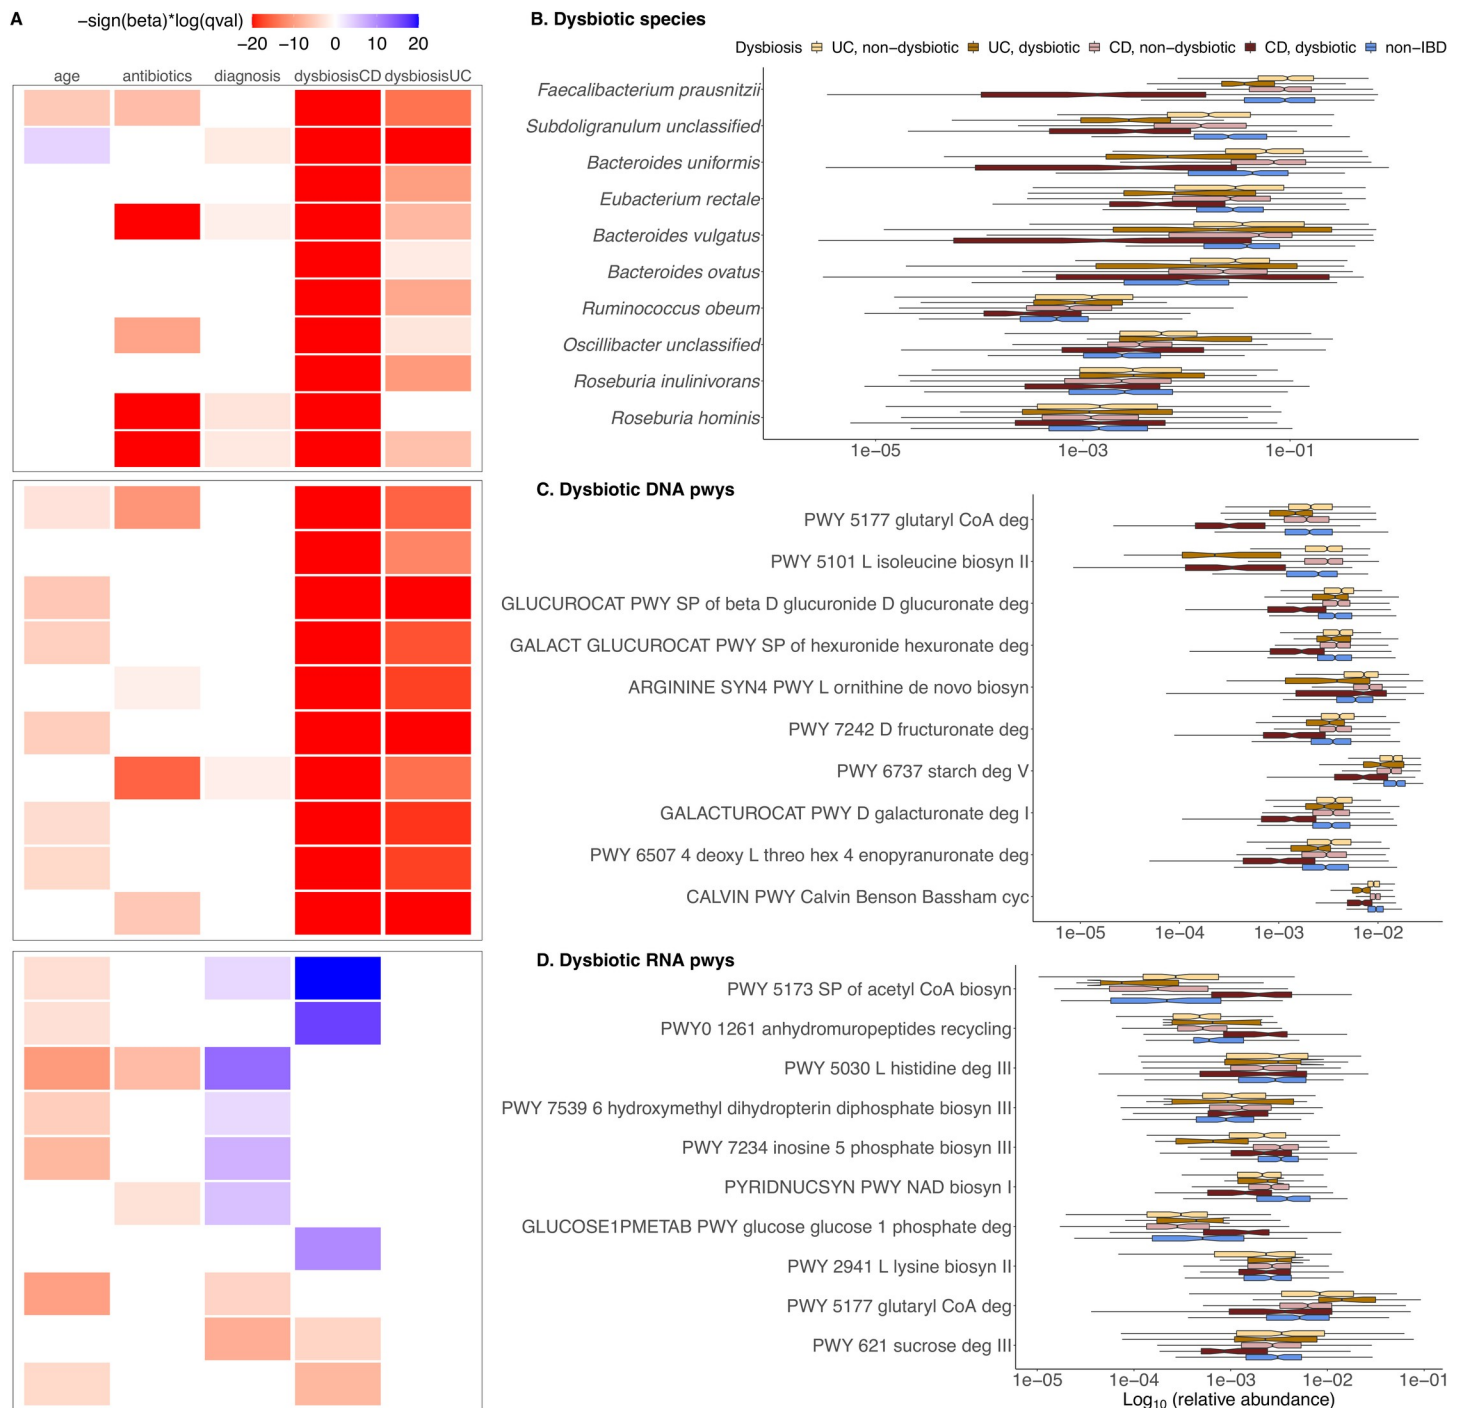 A
−sign(beta)*log(qval)
−20 −10 0 10 20
age antibiotics diagnosis dysbiosisCD dysbiosisUC
B. Dysbiotic species
Dysbiosis UC, non−dysbiotic UC, dysbiotic CD, non−dysbiotic CD, dysbiotic non−IBD
Faecalibacterium prausnitzii
Subdoligranulum unclassified
Bacteroides uniformis
Eubacterium rectale
Bacteroides vulgatus
Bacteroides ovatus
Ruminococcus obeum
Oscillibacter unclassified
Roseburia inulinivorans
Roseburia hominis
1e−05 1e−03 1e−01
C. Dysbiotic DNA pwys
PWY 5177 glutaryl CoA deg
PWY 5101 L isoleucine biosyn II
GLUCUROCAT PWY SP of beta D glucuronide D glucuronate deg
GALACT GLUCUROCAT PWY SP of hexuronide hexuronate deg
ARGININE SYN4 PWY L ornithine de novo biosyn
PWY 7242 D fructuronate deg
PWY 6737 starch deg V
GALACTUROCAT PWY D galacturonate deg I
PWY 6507 4 deoxy L threo hex 4 enopyranuronate deg
CALVIN PWY Calvin Benson Bassham cyc
1e−05 1e−04 1e−03 1e−02
D. Dysbiotic RNA pwys
PWY 5173 SP of acetyl CoA biosyn
PWY0 1261 anhydromuropeptides recycling
PWY 5030 L histidine deg III
PWY 7539 6 hydroxymethyl dihydropterin diphosphate biosyn III
PWY 7234 inosine 5 phosphate biosyn III
PYRIDNUCSYN PWY NAD biosyn I
GLUCOSE1PMETAB PWY glucose glucose 1 phosphate deg
PWY 2941 L lysine biosyn II
PWY 5177 glutaryl CoA deg
PWY 621 sucrose deg III
1e−05 1e−04 1e−03 1e−02 1e−01
Log₁₀ (relative abundance)